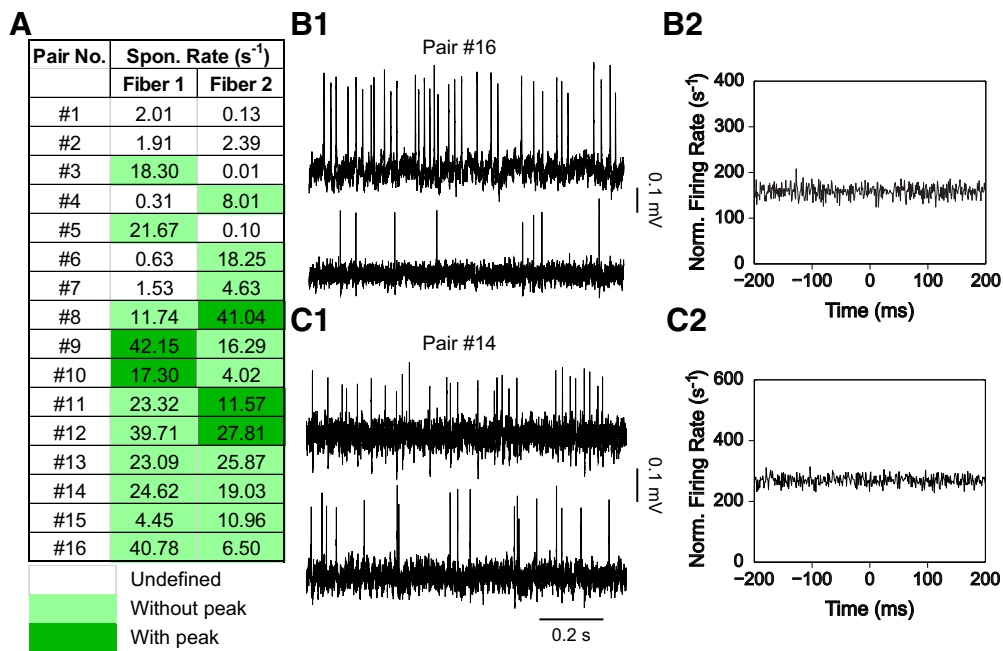 A
Pair No. Spon. Rate (s-1)
Fiber 1 Fiber 2
#1 2.01 0.13
#2 1.91 2.39
#3 18.30 0.01
#4 0.31 8.01
#5 21.67 0.10
#6 0.63 18.25
#7 1.53 4.63
#8 11.74 41.04
#9 42.15 16.29
#10 17.30 4.02
#11 23.32 11.57
#12 39.71 27.81
#13 23.09 25.87
#14 24.62 19.03
#15 4.45 10.96
#16 40.78 6.50
Undefined
Without peak
With peak
B1
Pair #16
0.1 mV
B2
Norm. Firing Rate (s-1)
400
300
200
100
0
−200 −100 0 100 200
Time (ms)
C1
Pair #14
0.1 mV
0.2 s
C2
Norm. Firing Rate (s-1)
600
400
200
0
−200 −100 0 100 200
Time (ms)